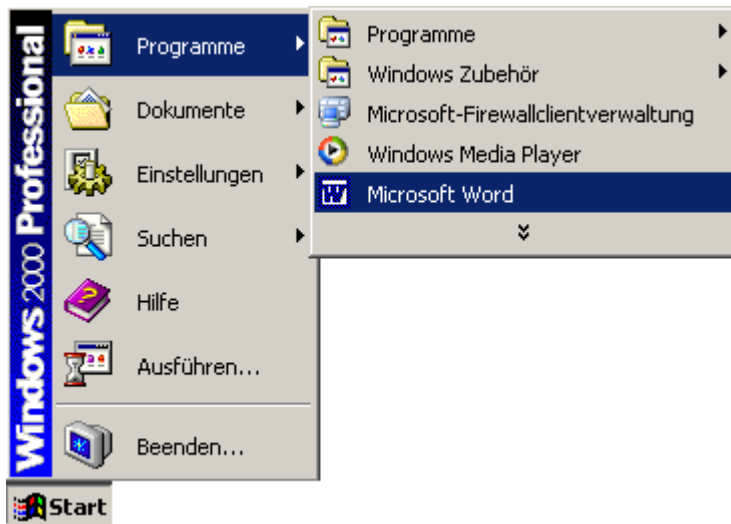 Windows 2000 Professional
Programme
Dokumente
Einstellungen
Suchen
Hilfe
Ausführen...
Beenden...
Start
Programme
Windows Zubehör
Microsoft-Firewallclientverwaltung
Windows Media Player
Microsoft Word